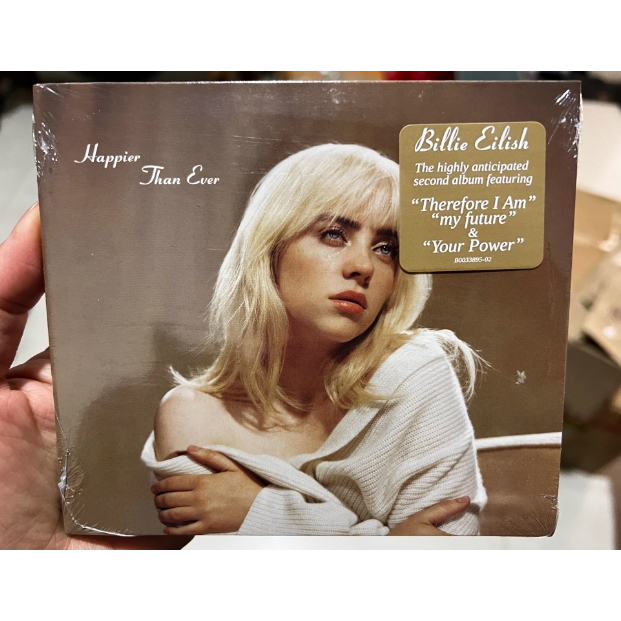 Happier
Than Ever
Billie Eilish
The highly anticipated
second album featuring
"Therefore I Am"
"my future"
&
"Your Power"
B0033895-02